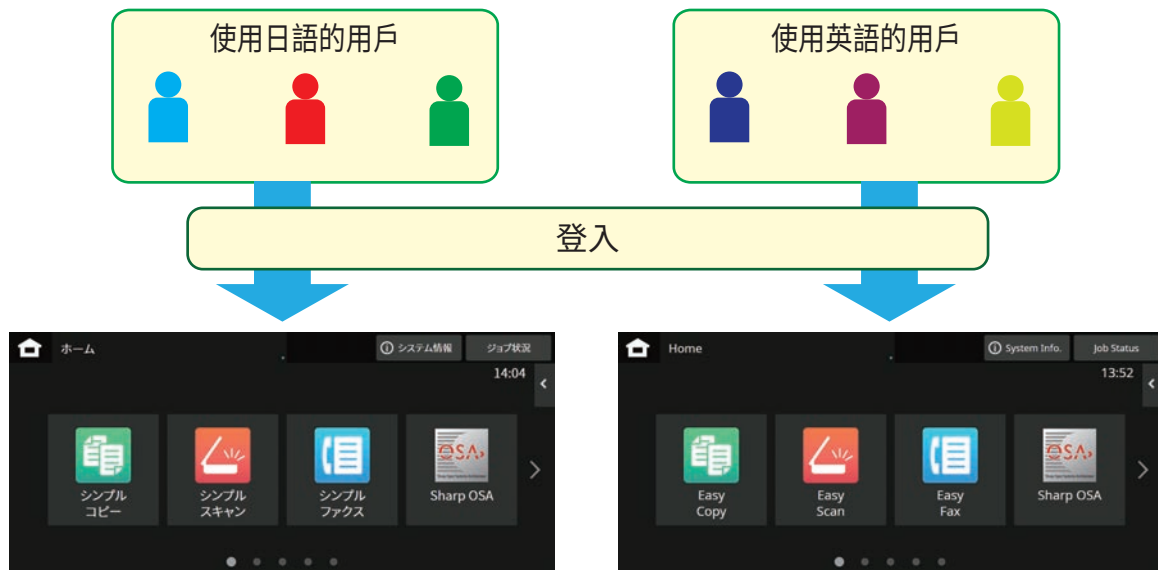 使用日語的用戶
使用英語的用戶
登入
ホーム
システム情報
ジョブ状況
14:04
シンプル
コピー
シンプル
スキャン
シンプル
ファクス
OSA
Sharp OSA
Home
System Info.
Job Status
13:52
Easy
Copy
Easy
Scan
Easy
Fax
OSA
Sharp OSA